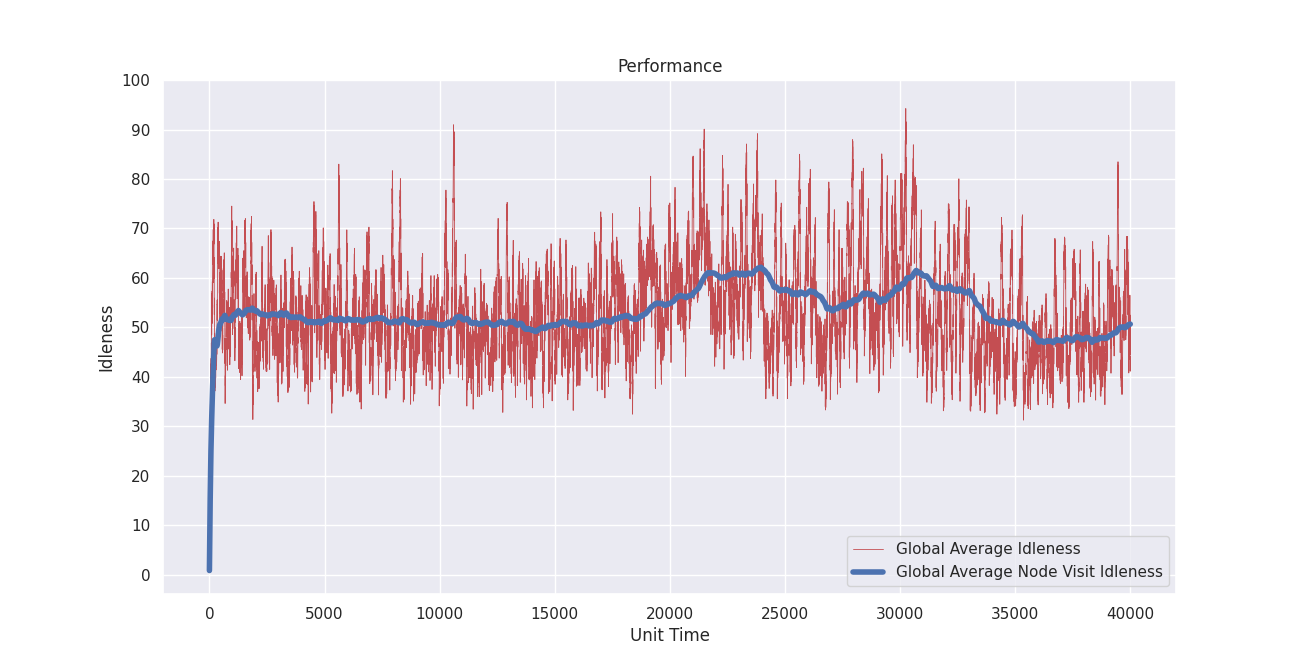 Performance
100
90
80
70
60
50
40
30
20
10
0
Idleness
Global Average Idleness
Global Average Node Visit Idleness
0 5000 10000 15000 20000 25000 30000 35000 40000
Unit Time